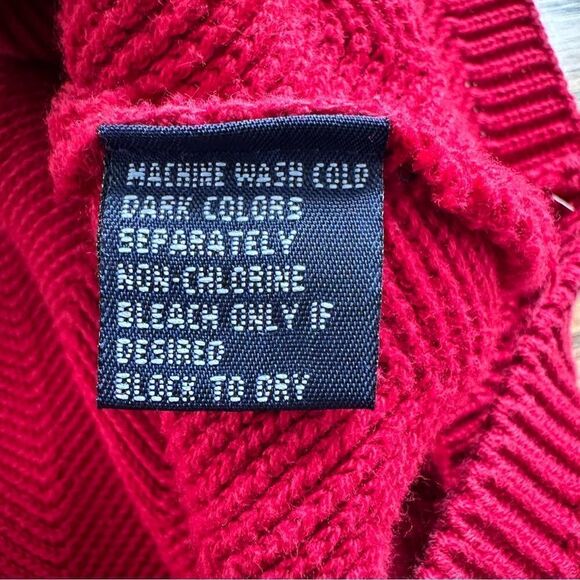 MACHINE WASH COLD
DARK COLORS
SEPARATELY
NON-CHLORINE
BLEACH ONLY IF
DESIRED
BLOCK TO DRY